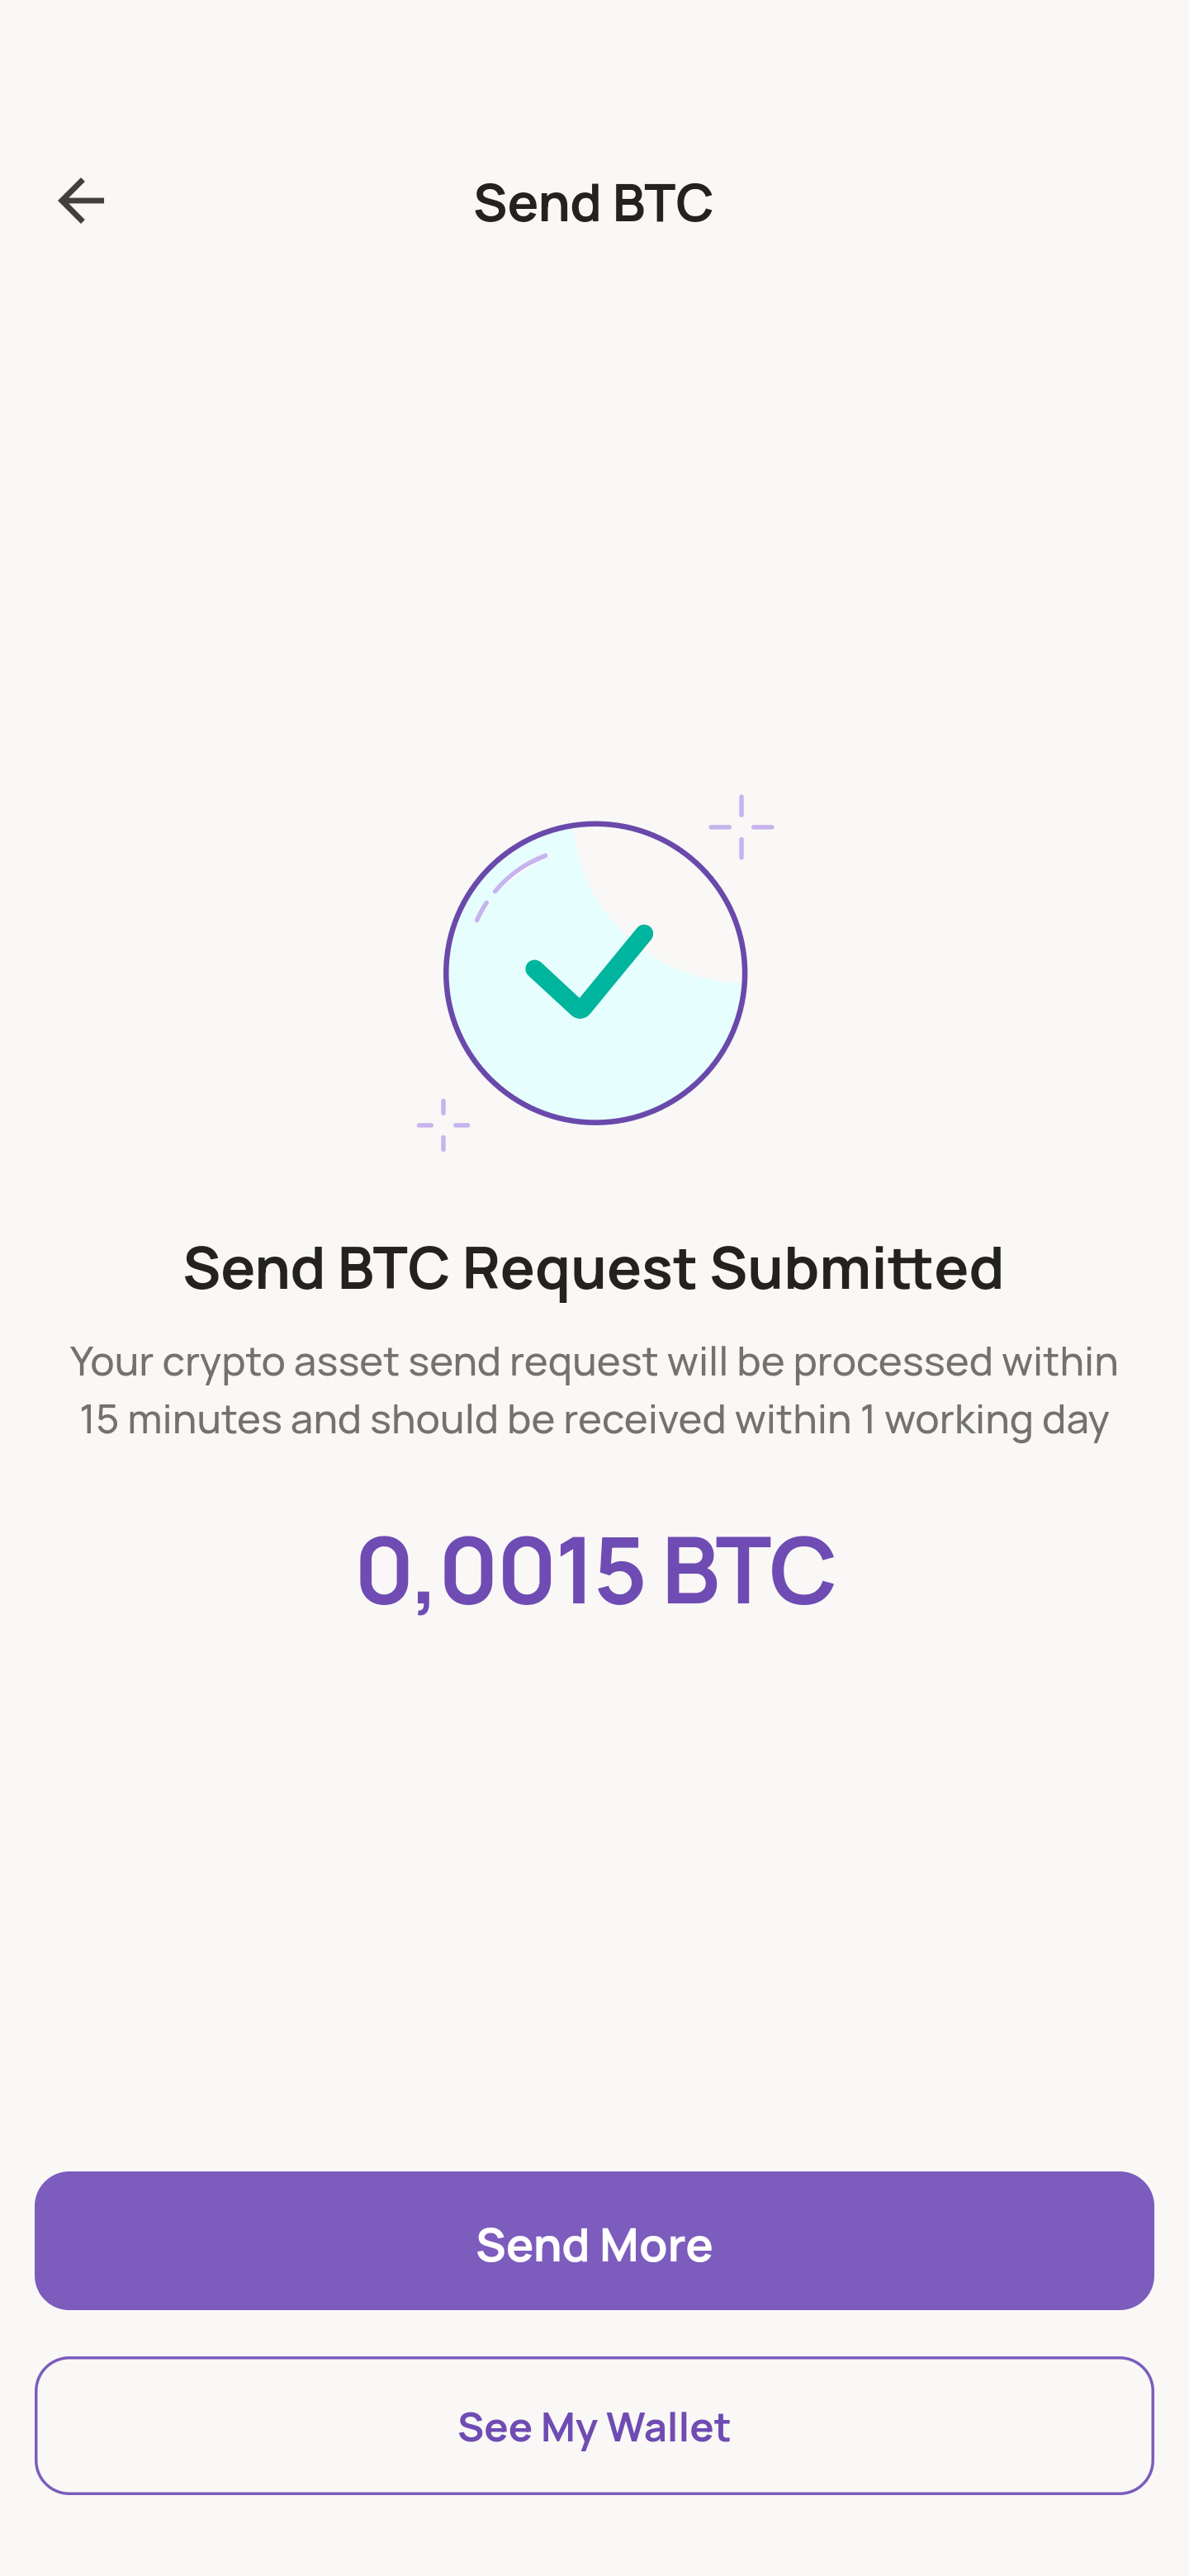 Send BTC
Send BTC Request Submitted
Your crypto asset send request will be processed within
15 minutes and should be received within 1 working day
0,0015 BTC
Send More
See My Wallet